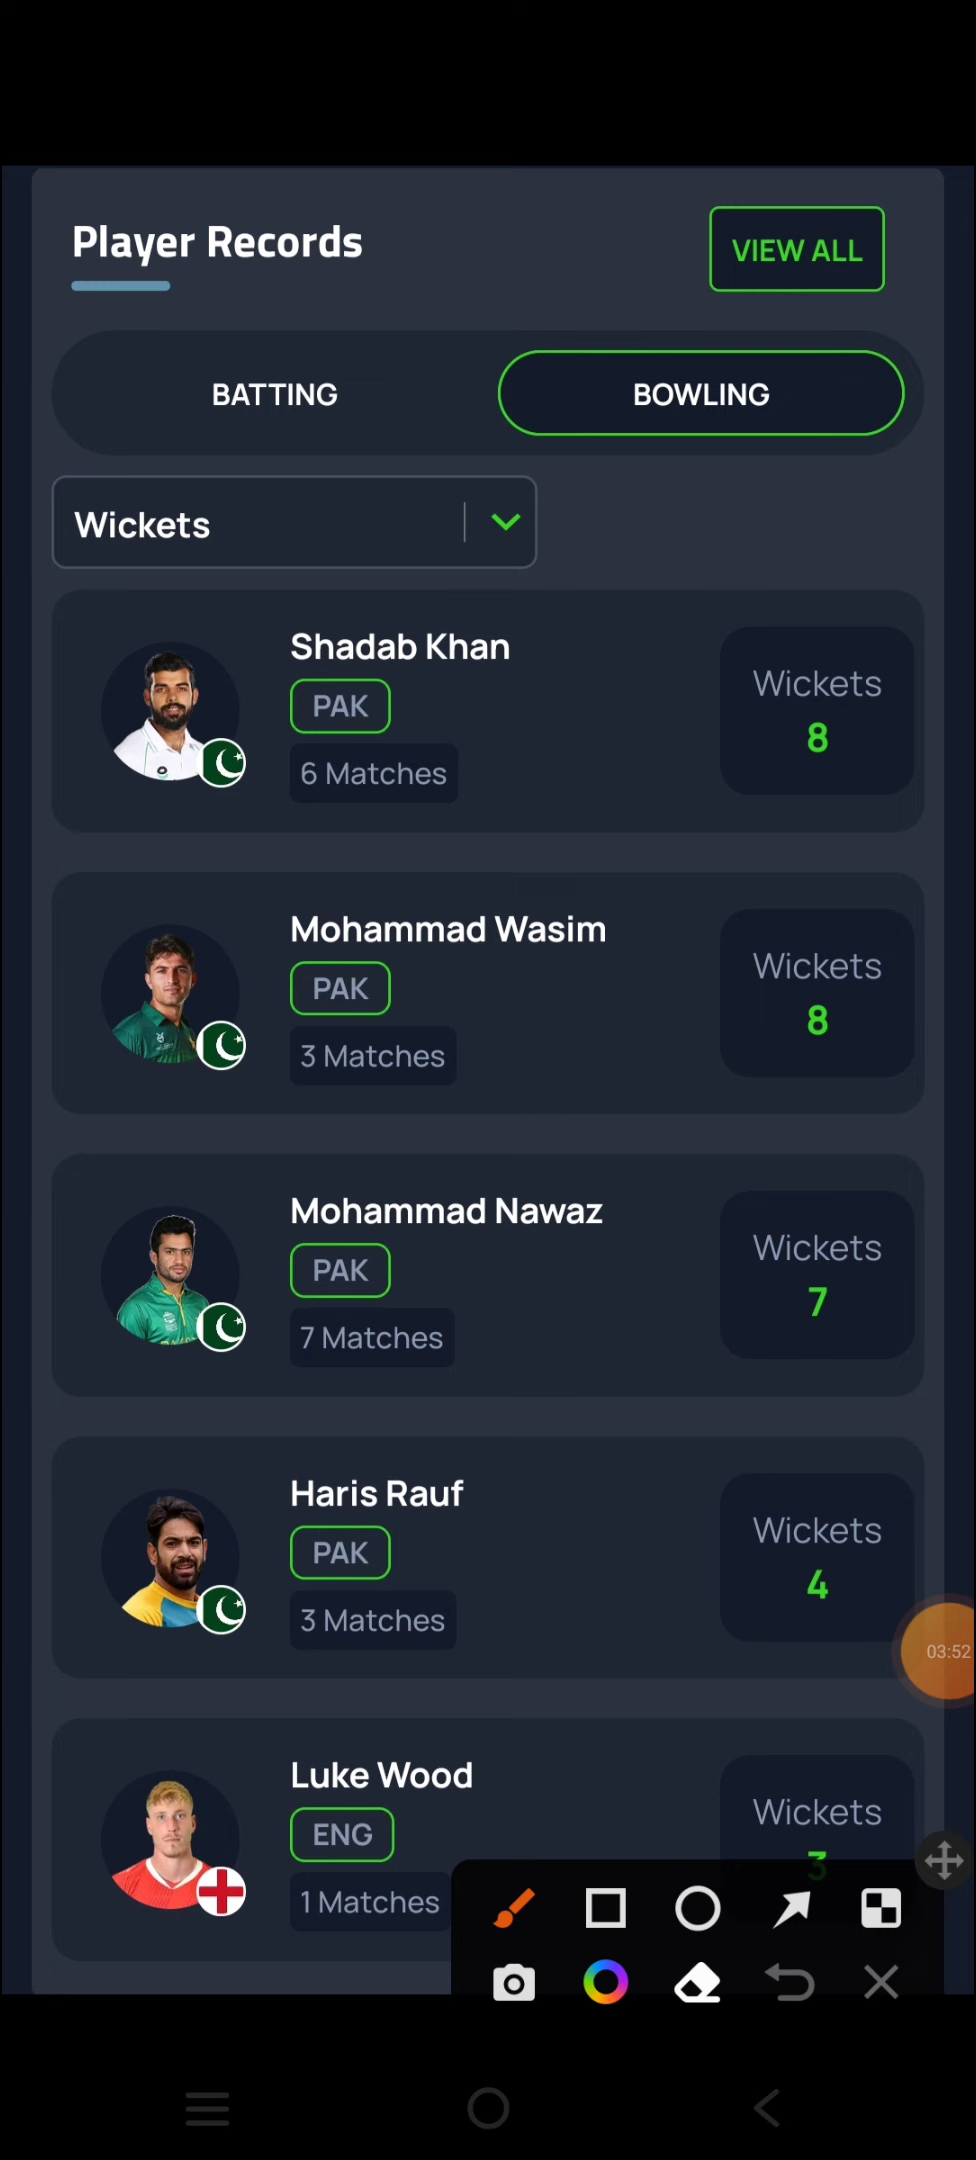 Player Records
VIEW ALL
BATTING
BOWLING
Wickets
Shadab Khan
PAK
6 Matches
Wickets
8
Mohammad Wasim
PAK
3 Matches
Wickets
8
Mohammad Nawaz
PAK
7 Matches
Wickets
7
Haris Rauf
PAK
3 Matches
Wickets
4
03:52
Luke Wood
ENG
1 Matches
Wickets
3